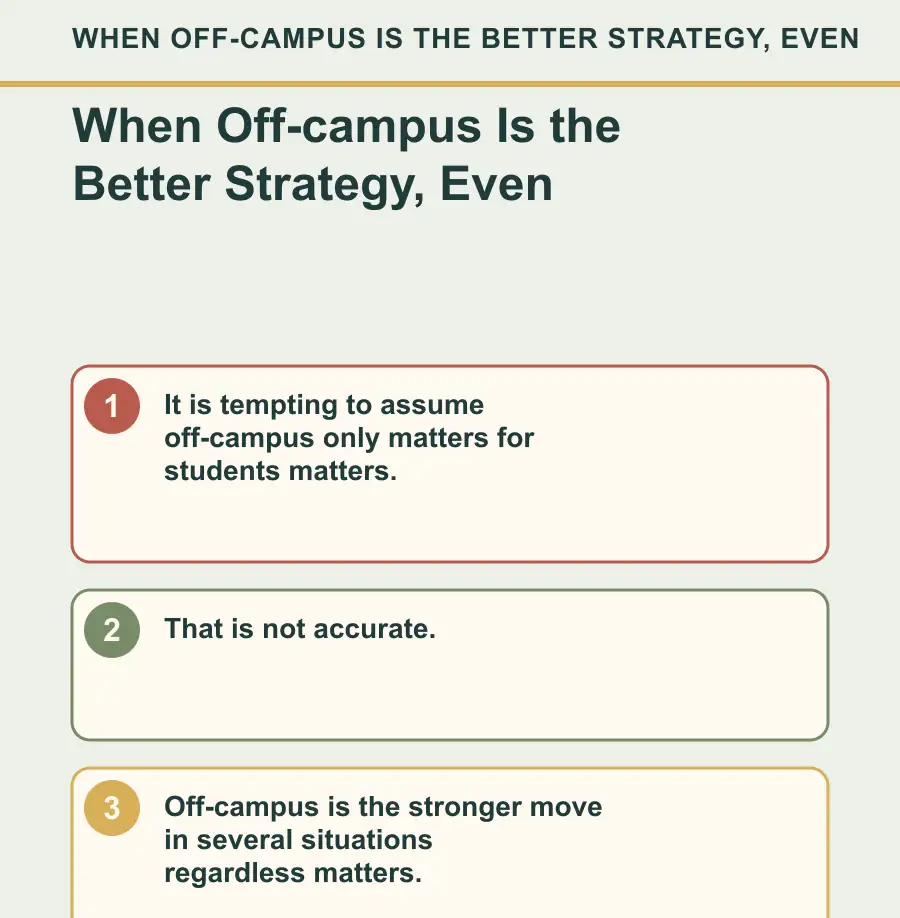 WHEN OFF-CAMPUS IS THE BETTER STRATEGY, EVEN
When Off-campus Is the
Better Strategy, Even
1
It is tempting to assume
off-campus only matters for
students matters.
2
That is not accurate.
3
Off-campus is the stronger move
in several situations
regardless matters.